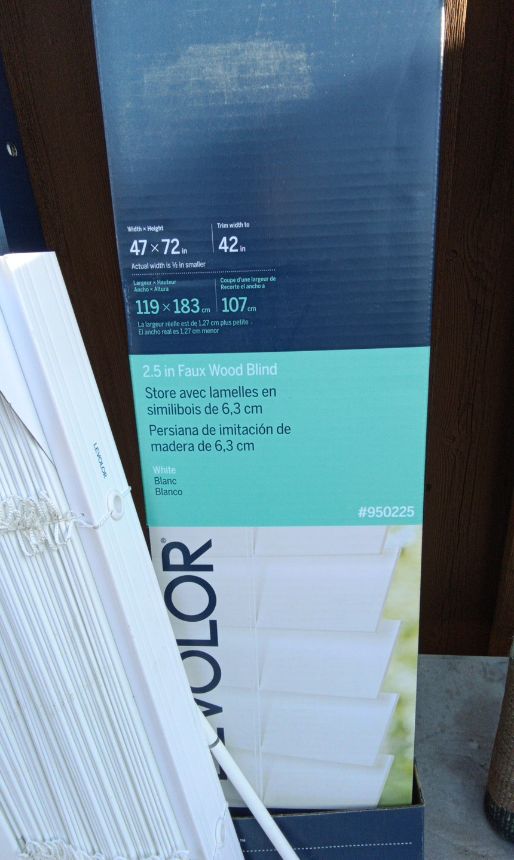 Width × Height
47 × 72 in
Trim width to
42 in
Actual width is ½ in smaller
Largeur × Hauteur
Ancho × Altura
119 × 183 cm
Coupe d'une largeur de
Recorte el ancho a
107 cm
La largeur réelle est de 1,27 cm plus petite
El ancho real es 1,27 cm menor
2.5 in Faux Wood Blind
Store avec lamelles en
similibois de 6,3 cm
Persiana de imitación de
madera de 6,3 cm
White
Blanc
Blanco
#950225
LEVOLOR
EVOLOR®